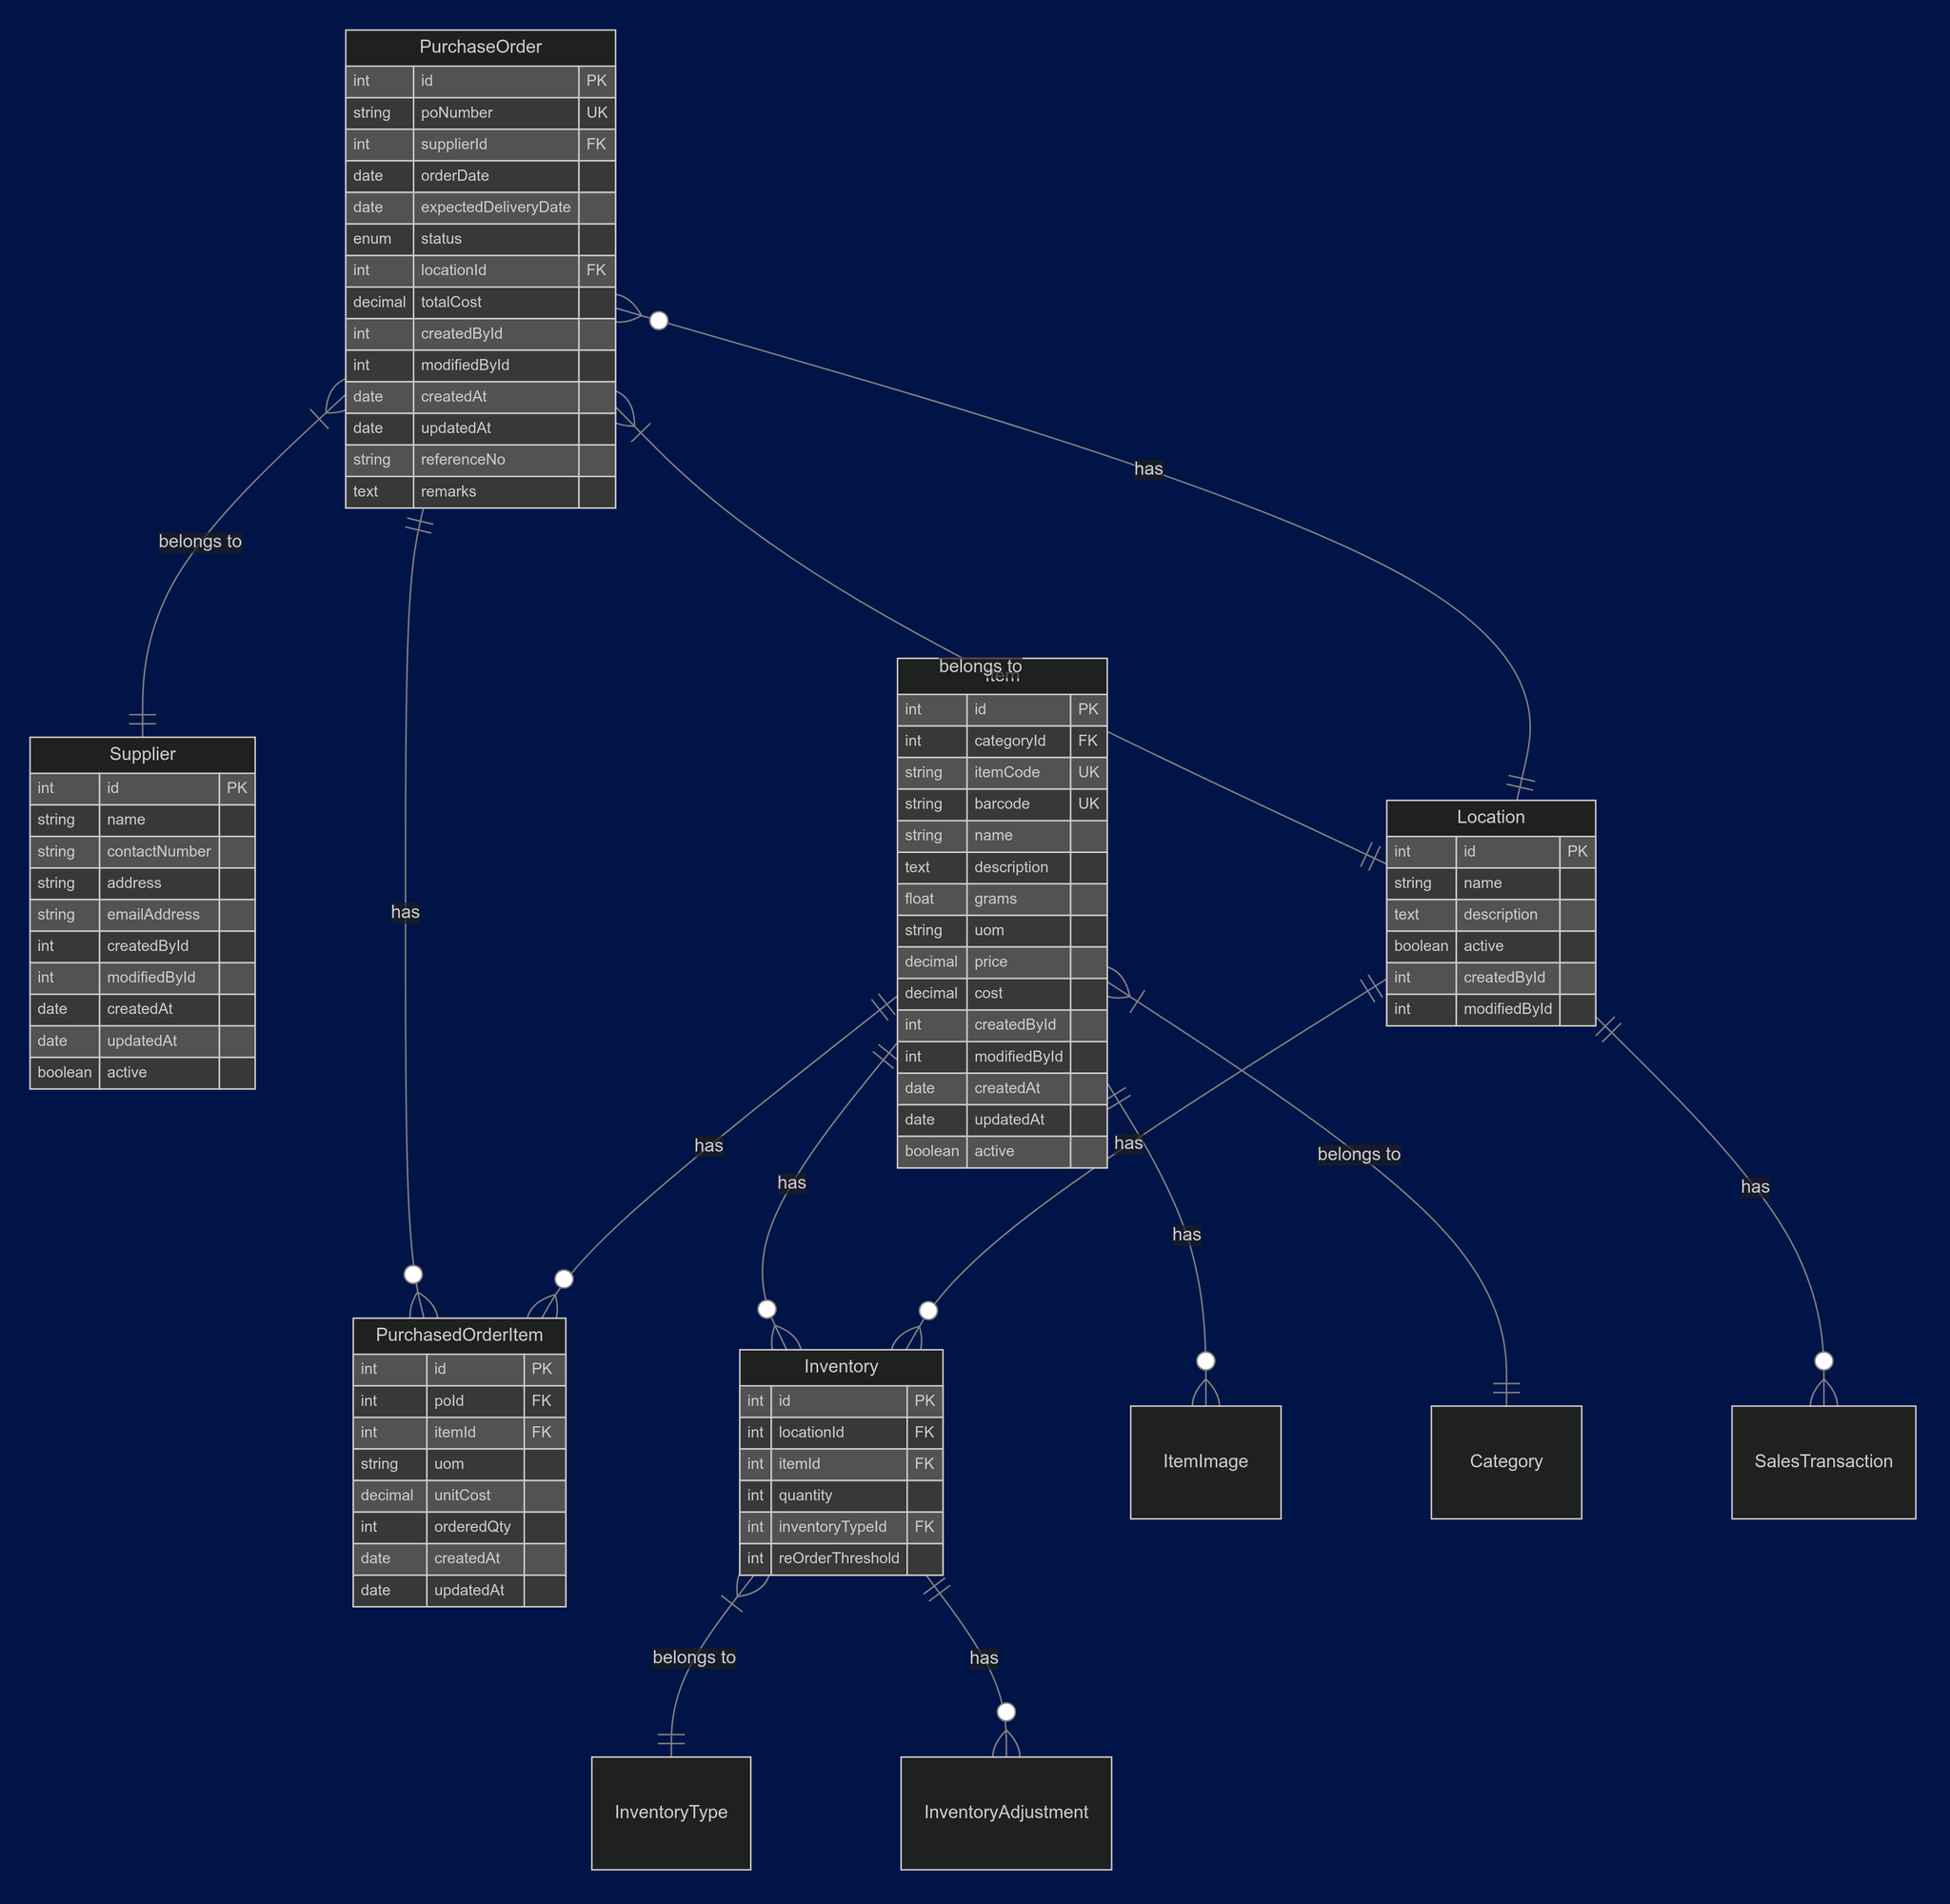 PurchaseOrder
int id PK
string poNumber UK
int supplierId FK
date orderDate
date expectedDeliveryDate
enum status
int locationId FK
decimal totalCost
int createdById
int modifiedById
date createdAt
date updatedAt
string referenceNo
text remarks
has
belongs to
belongs to
Item
int id PK
int categoryId FK
string itemCode UK
string barcode UK
string name
text description
float grams
string uom
decimal price
decimal cost
int createdById
int modifiedById
date createdAt
date updatedAt
boolean active
Supplier
int id PK
string name
string contactNumber
string address
string emailAddress
int createdById
int modifiedById
date createdAt
date updatedAt
boolean active
Location
int id PK
string name
text description
boolean active
int createdById
int modifiedById
has
has
has
has
has
belongs to
has
PurchasedOrderItem
int id PK
int poId FK
int itemId FK
string uom
decimal unitCost
int orderedQty
date createdAt
date updatedAt
Inventory
int id PK
int locationId FK
int itemId FK
int quantity
int inventoryTypeId FK
int reOrderThreshold
ItemImage
Category
SalesTransaction
belongs to
has
InventoryType
InventoryAdjustment